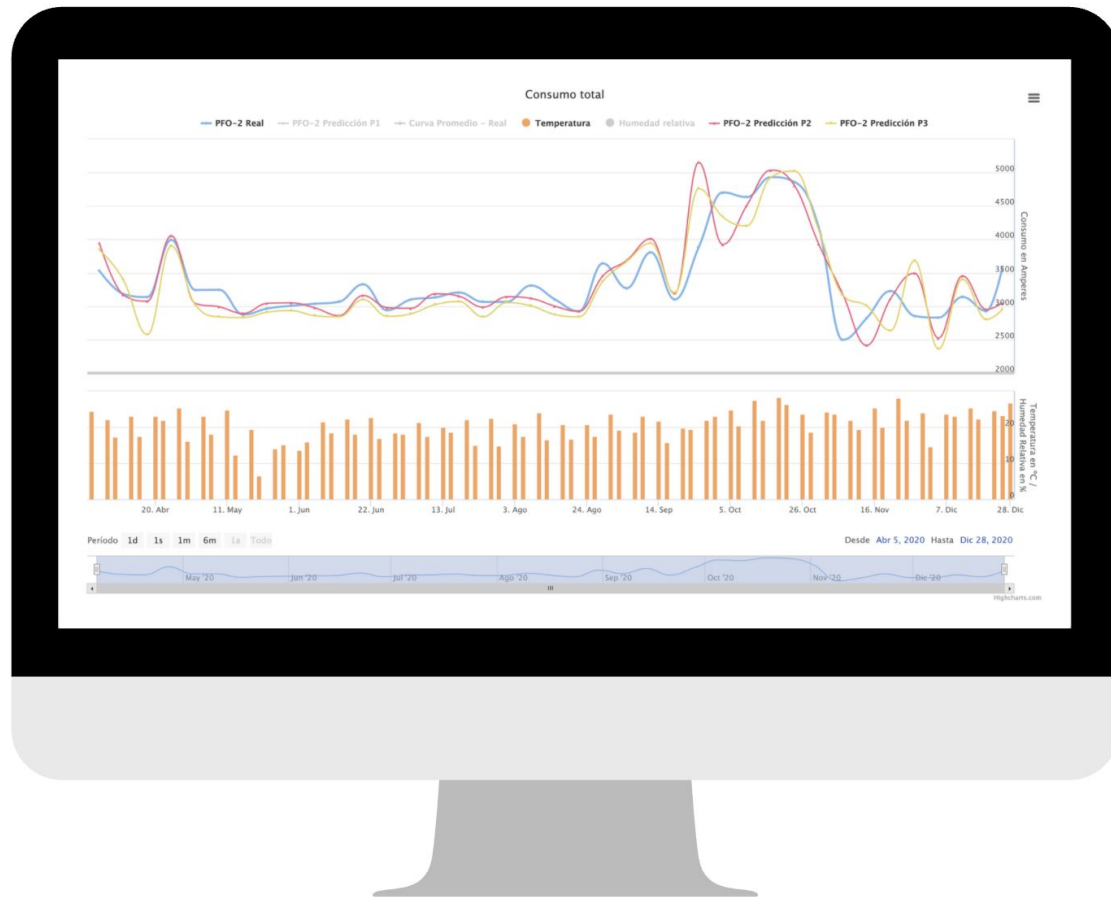 Consumo total
PFO-2 Real PFO-2 Predicción P1 Curva Promedio - Real Temperatura Humedad relativa PFO-2 Predicción P2 PFO-2 Predicción P3
5000
4500
4000
3500
3000
2500
2000
Consumo en Amperes
20
10
0
Temperatura en °C /
Humedad Relativa en %
20. Abr 11. May 1. Jun 22. Jun 13. Jul 3. Ago 24. Ago 14. Sep 5. Oct 26. Oct 16. Nov 7. Dic 28. Dic
Período 1d 1s 1m 6m 1a Todo Desde Abr 5, 2020 Hasta Dic 28, 2020
May '20 Jun '20 Jul '20 Ago '20 Sep '20 Oct '20 Nov '20 Dic '20
Highcharts.com